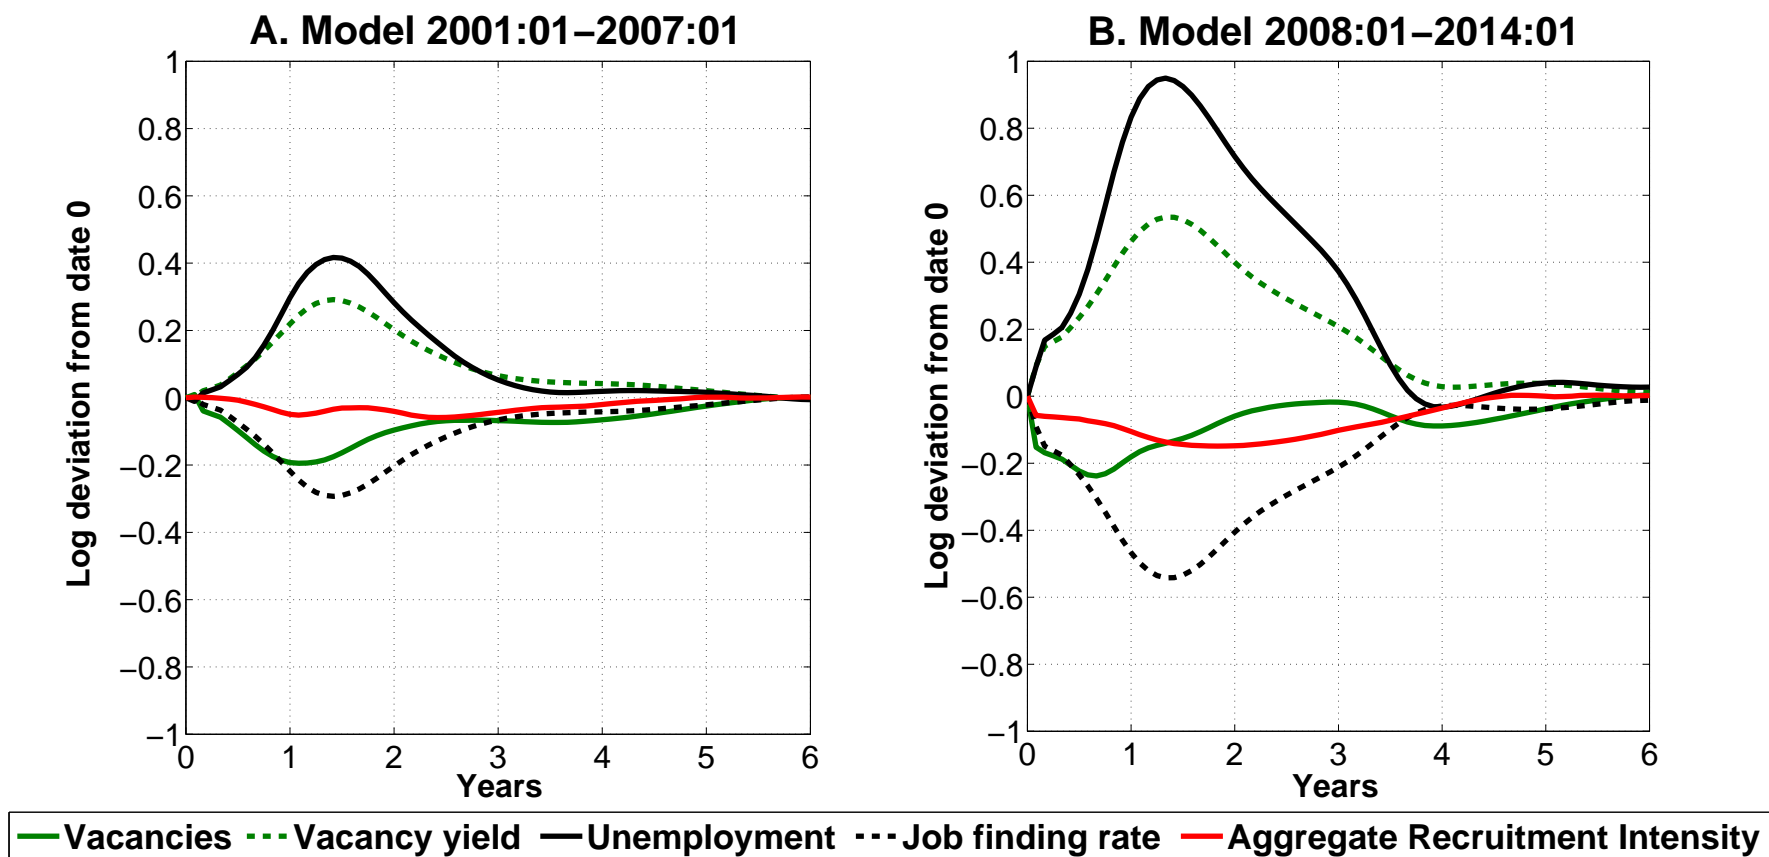 A. Model 2001:01−2007:01
Log deviation from date 0
1
0.8
0.6
0.4
0.2
0
−0.2
−0.4
−0.6
−0.8
−1
0 1 2 3 4 5 6
Years
B. Model 2008:01−2014:01
Log deviation from date 0
1
0.8
0.6
0.4
0.2
0
−0.2
−0.4
−0.6
−0.8
−1
0 1 2 3 4 5 6
Years
Vacancies Vacancy yield Unemployment Job finding rate Aggregate Recruitment Intensity